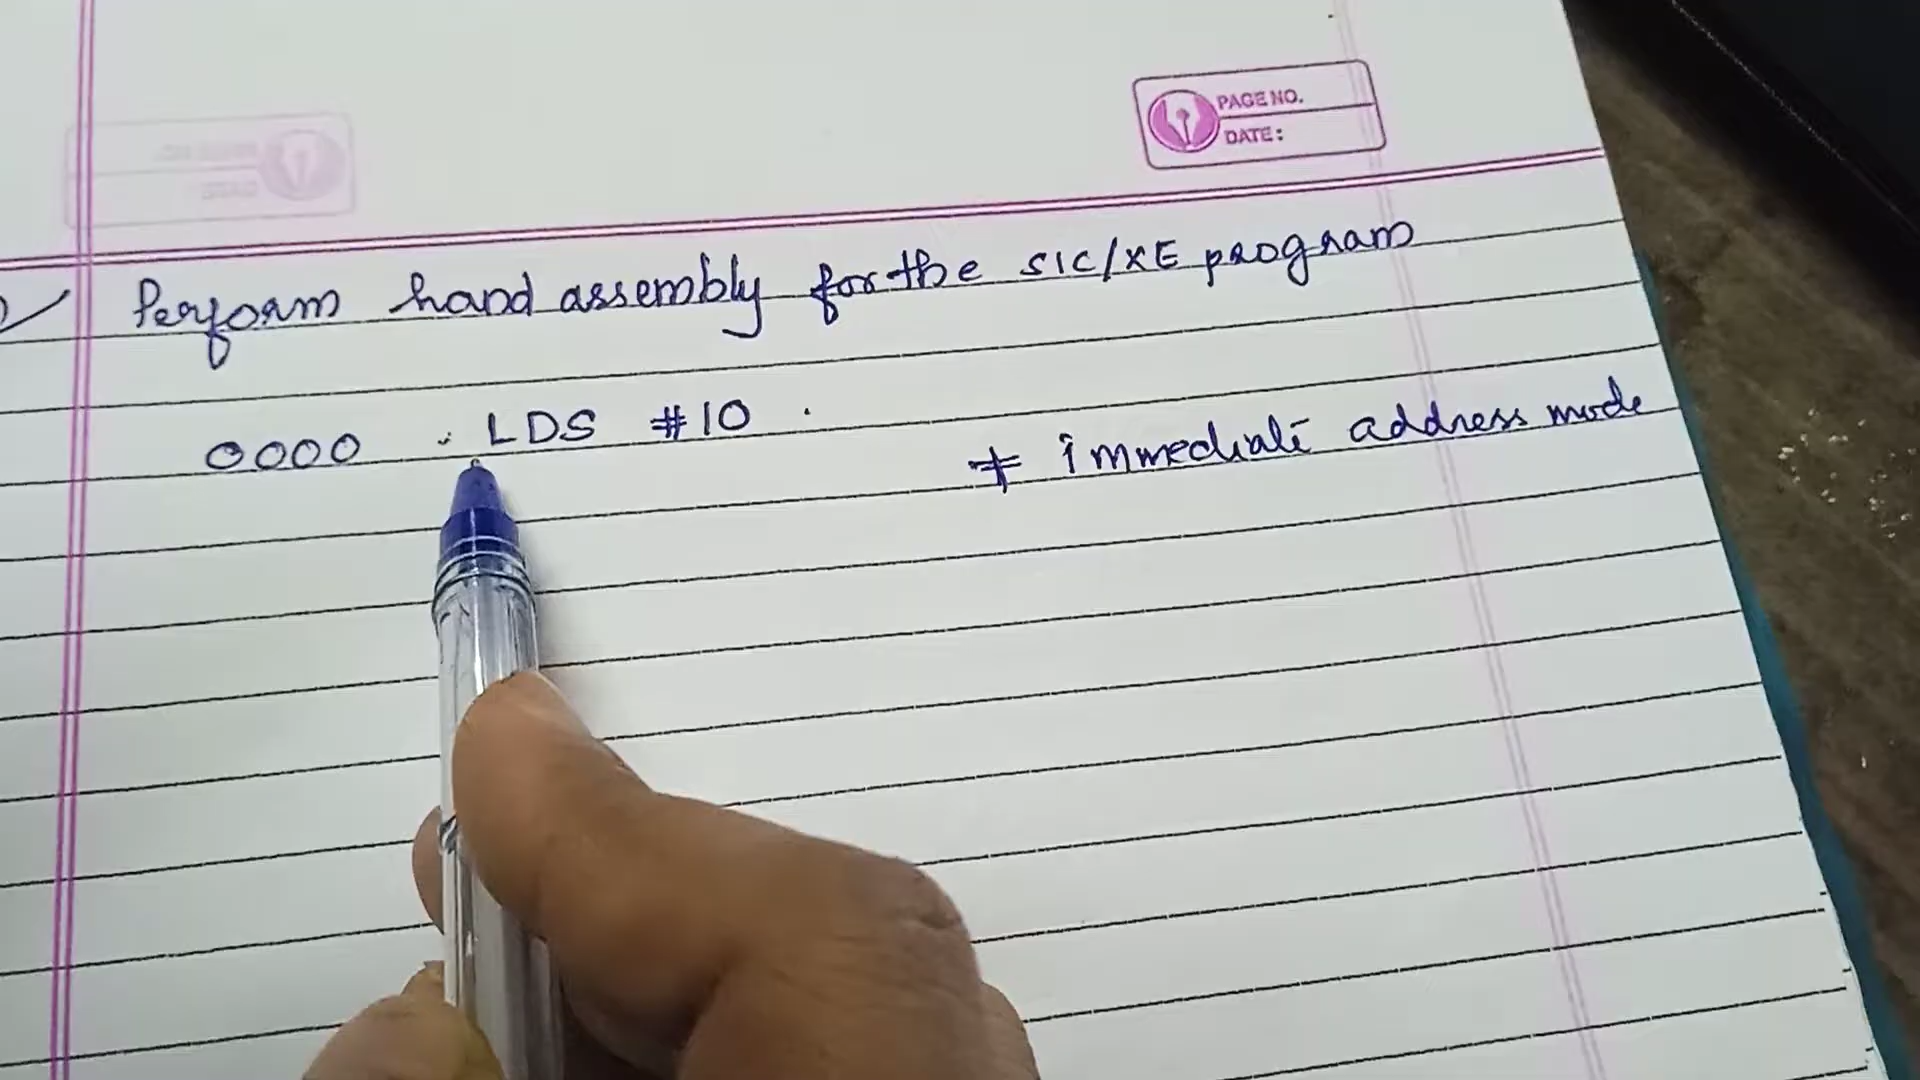 PAGE NO.
DATE:
Perform hand assembly for the SIC/XE program
0000 LDS #10 .
* immediate address mode